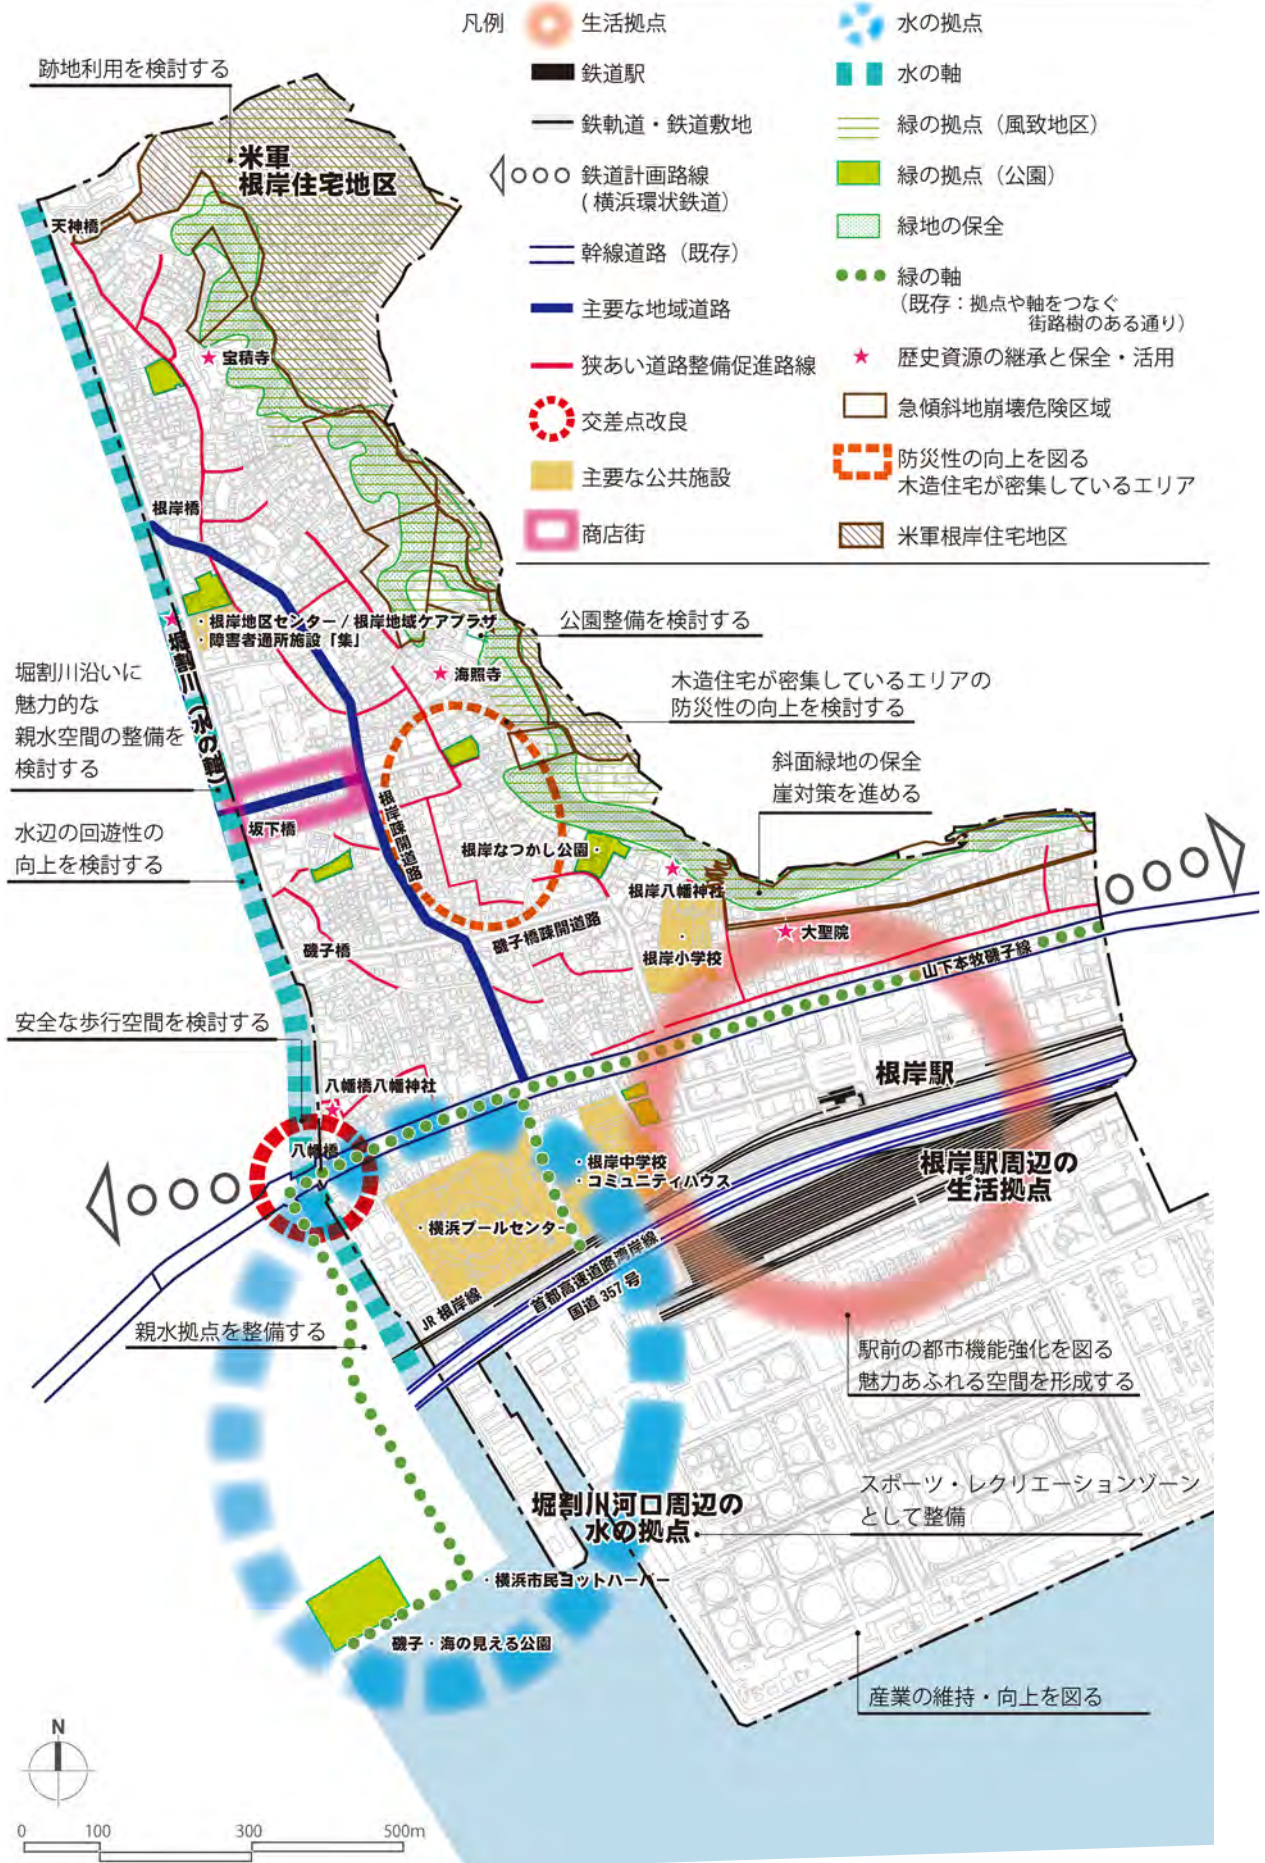 凡例
生活拠点
鉄道駅
鉄軌道・鉄道敷地
鉄道計画路線
(横浜環状鉄道)
幹線道路（既存）
主要な地域道路
狭あい道路整備促進路線
交差点改良
主要な公共施設
商店街
水の拠点
水の軸
緑の拠点（風致地区）
緑の拠点（公園）
緑地の保全
緑の軸
（既存：拠点や軸をつなぐ
街路樹のある通り）
歴史資源の継承と保全・活用
急傾斜地崩壊危険区域
防災性の向上を図る
木造住宅が密集しているエリア
米軍根岸住宅地区
跡地利用を検討する
米軍
根岸住宅地区
天神橋
宝積寺
根岸橋
・根岸地区センター / 根岸地域ケアプラザ
・障害者通所施設「集」
公園整備を検討する
堀割川（水の軸）
海照寺
堀割川沿いに
魅力的な
親水空間の整備を
検討する
木造住宅が密集しているエリアの
防災性の向上を検討する
斜面緑地の保全
崖対策を進める
根岸疎開道路
坂下橋
水辺の回遊性の
向上を検討する
根岸なつかし公園・
根岸八幡神社
大聖院
磯子橋疎開道路
磯子橋
・
根岸小学校
山下本牧磯子線
安全な歩行空間を検討する
根岸駅
八幡橋八幡神社
八幡橋
・根岸中学校
・コミュニティハウス
根岸駅周辺の
生活拠点
・横浜プールセンター
首都高速道路湾岸線
国道 357 号
JR 根岸線
親水拠点を整備する
駅前の都市機能強化を図る
魅力あふれる空間を形成する
スポーツ・レクリエーションゾーン
として整備
堀割川河口周辺の
水の拠点
・横浜市民ヨットハーバー
磯子・海の見える公園
産業の維持・向上を図る
N
0 100 300 500m